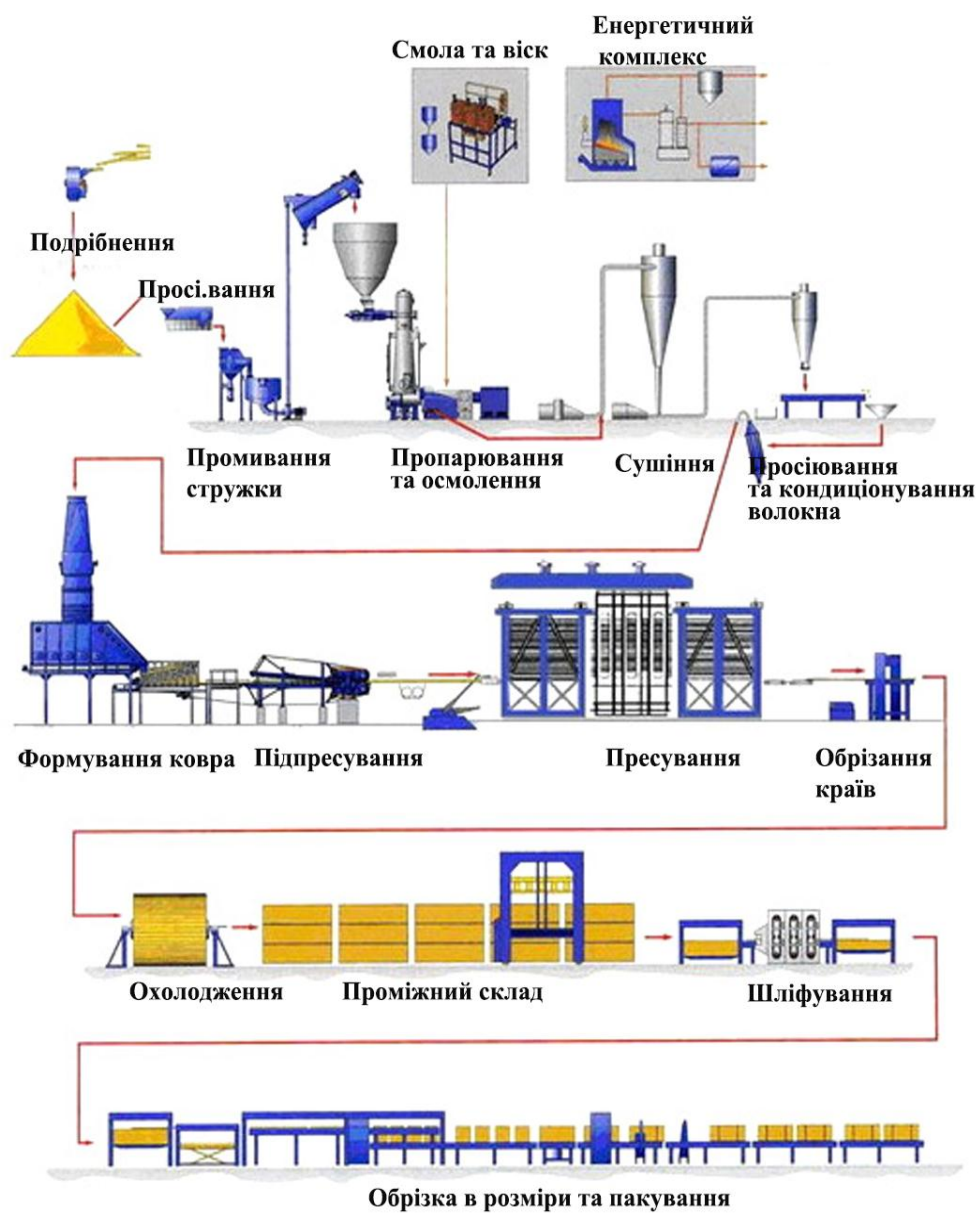 Енергетичний
комплекс
Смола та віск
Подрібнення
Просі.вання
Промивання
стружки
Пропарювання
та осмолення
Сушіння
Просіювання
та кондиціонування
волокна
Формування ковра
Підпресування
Пресування
Обрізання
країв
Охолодження
Проміжний склад
Шліфування
Обрізка в розміри та пакування